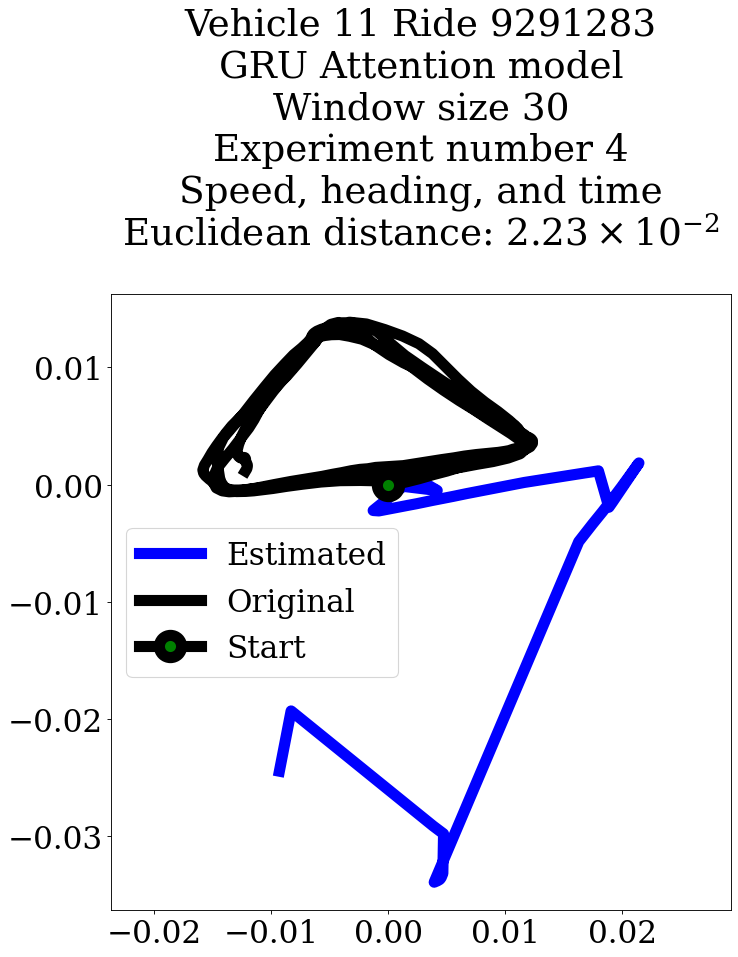 Vehicle 11 Ride 9291283
GRU Attention model
Window size 30
Experiment number 4
Speed, heading, and time
Euclidean distance: 2.23 × 10⁻²
0.01
0.00
−0.01
−0.02
−0.03
Estimated
Original
Start
−0.02 −0.01 0.00 0.01 0.02